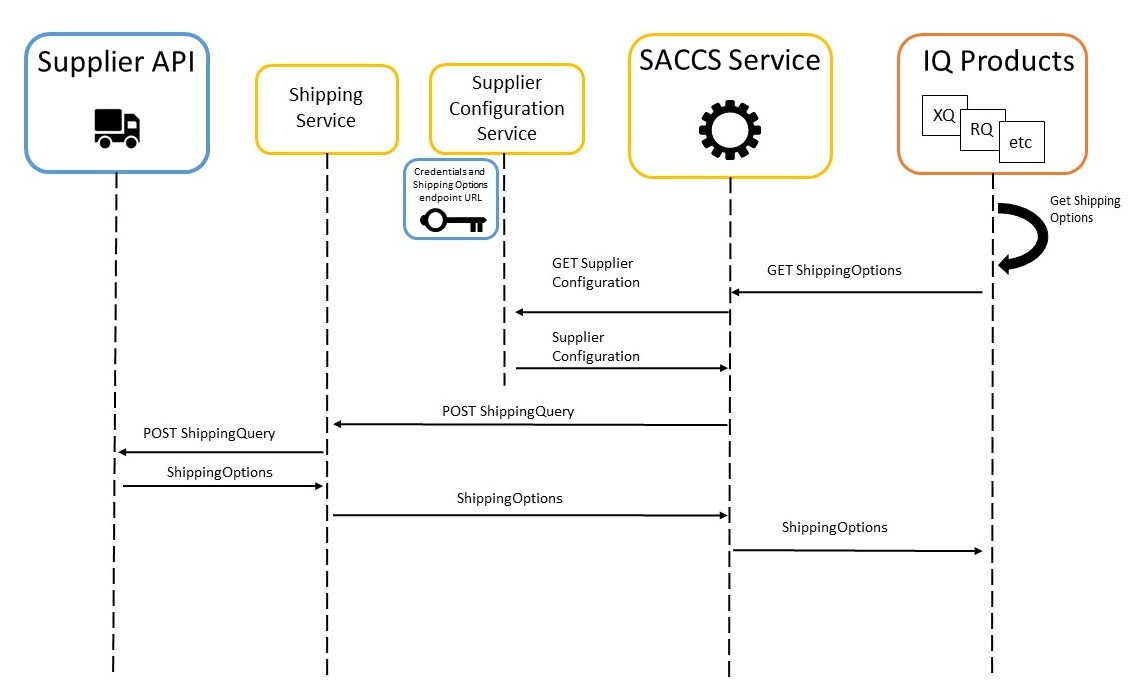 Supplier API
Shipping
Service
Supplier
Configuration
Service
SACCS Service
IQ Products
XQ
RQ
etc
Credentials and
Shipping Options
endpoint URL
Get Shipping
Options
GET Supplier
Configuration
GET ShippingOptions
Supplier
Configuration
POST ShippingQuery
POST ShippingQuery
ShippingOptions
ShippingOptions
ShippingOptions